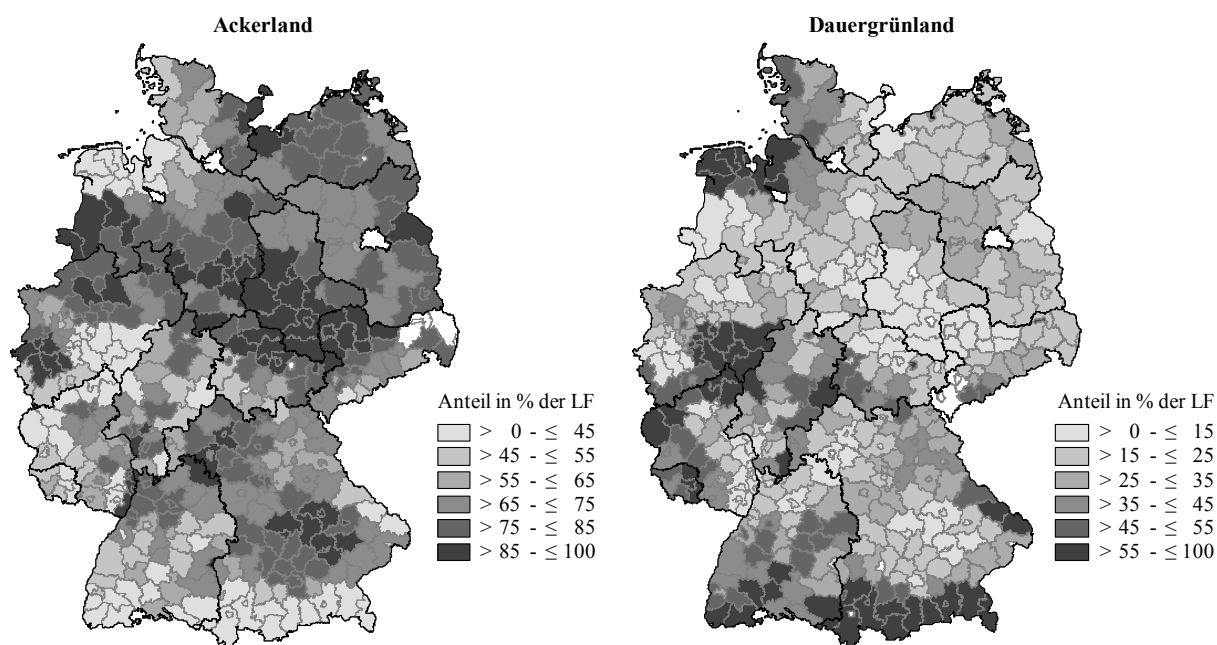 Ackerland
Dauergrünland
Anteil in % der LF
> 0 - ≤ 45
> 45 - ≤ 55
> 55 - ≤ 65
> 65 - ≤ 75
> 75 - ≤ 85
> 85 - ≤ 100
Anteil in % der LF
> 0 - ≤ 15
> 15 - ≤ 25
> 25 - ≤ 35
> 35 - ≤ 45
> 45 - ≤ 55
> 55 - ≤ 100